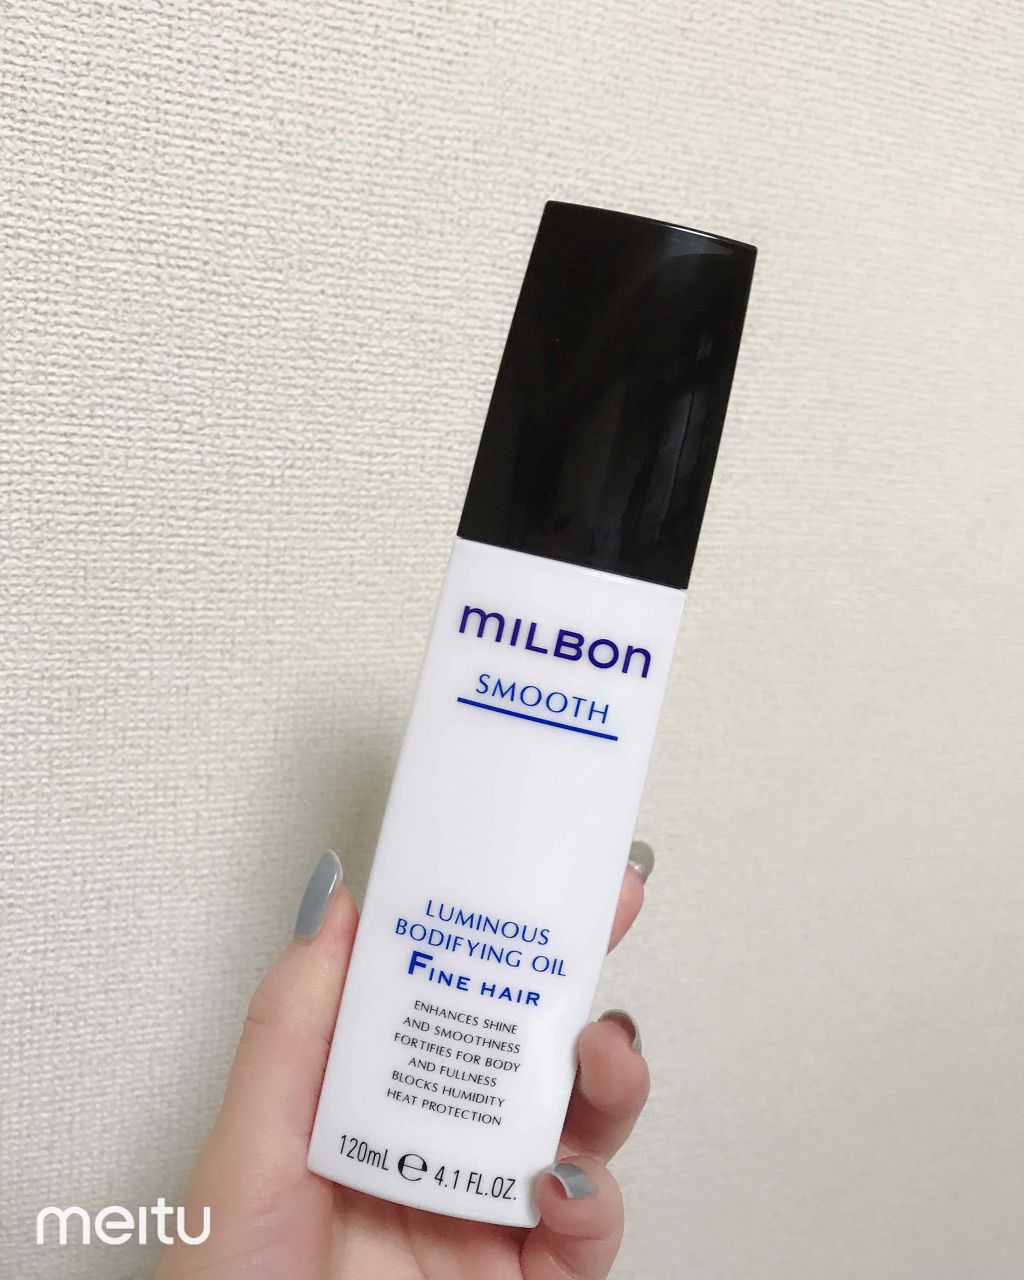 mILBOn
SMOOTH
LUMINOUS
BODIFYING OIL
FINE HAIR
ENHANCES SHINE
AND SMOOTHNESS
FORTIFIES FOR BODY
AND FULLNESS
BLOCKS HUMIDITY
HEAT PROTECTION
120mL ℮ 4.1 FL.OZ.
meitu